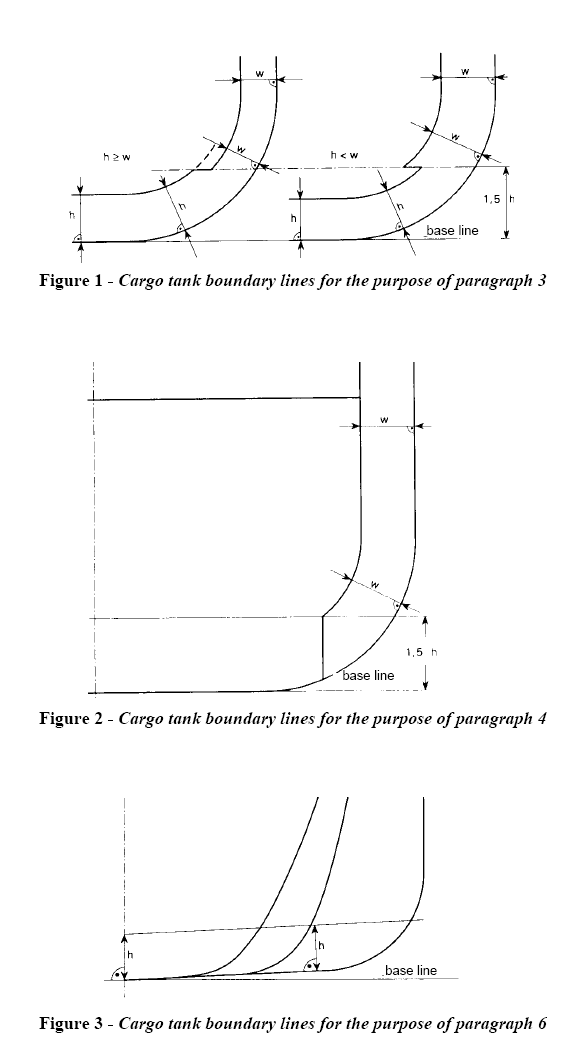 w
w
h ≥ w
w
h < w
w
h
h
h
h
1,5 h
base line
Figure 1 - Cargo tank boundary lines for the purpose of paragraph 3
w
w
1,5 h
base line
Figure 2 - Cargo tank boundary lines for the purpose of paragraph 4
h
h
base line
Figure 3 - Cargo tank boundary lines for the purpose of paragraph 6